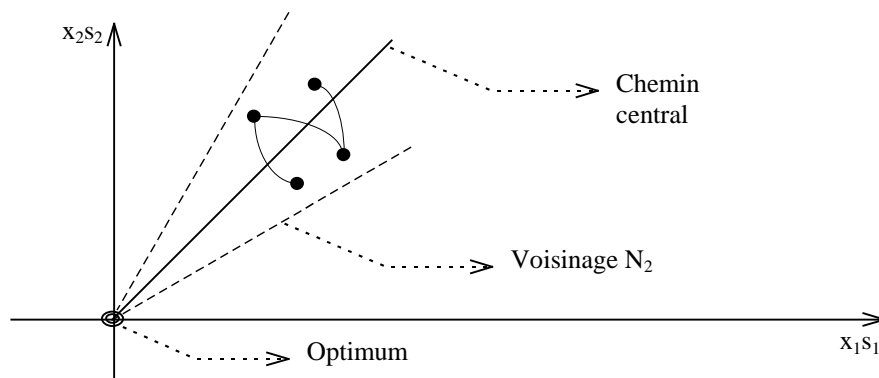 x₂s₂
Chemin
central
Voisinage N₂
x₁s₁
Optimum